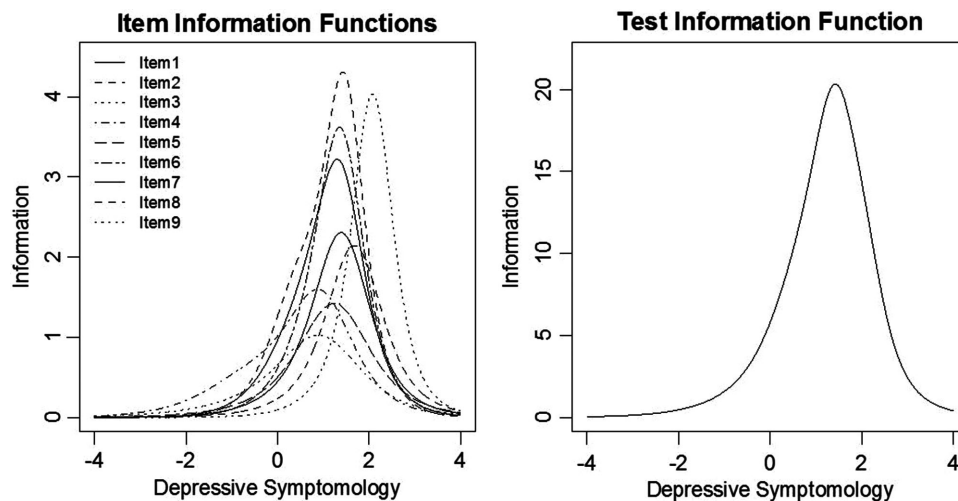 Item Information Functions
Information
4
3
2
1
0
Item1
Item2
Item3
Item4
Item5
Item6
Item7
Item8
Item9
-4 -2 0 2 4
Depressive Symptomology
Test Information Function
Information
20
15
10
5
0
-4 -2 0 2 4
Depressive Symptomology